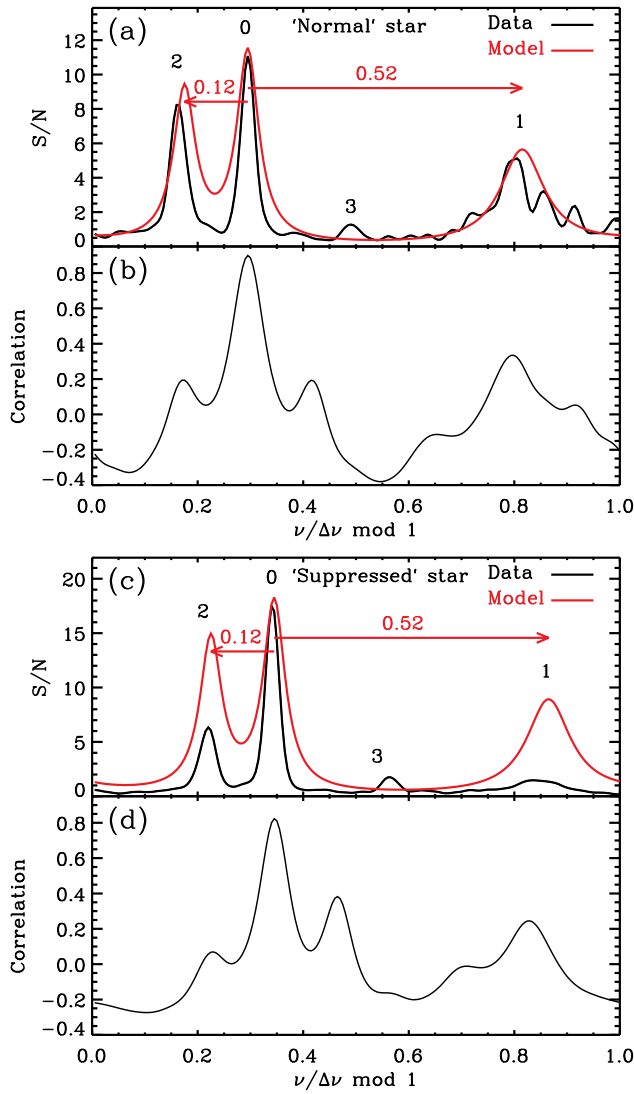 (a)
0
'Normal' star
Data
Model
2
0.12
0.52
1
3
S/N
12
10
8
6
4
2
0
(b)
Correlation
0.8
0.6
0.4
0.2
0.0
−0.2
−0.4
0.0 0.2 0.4 0.6 0.8 1.0
ν/Δν mod 1
(c)
0
'Suppressed' star
Data
Model
2
0.12
0.52
1
3
S/N
20
15
10
5
0
(d)
Correlation
0.8
0.6
0.4
0.2
0.0
−0.2
−0.4
0.0 0.2 0.4 0.6 0.8 1.0
ν/Δν mod 1